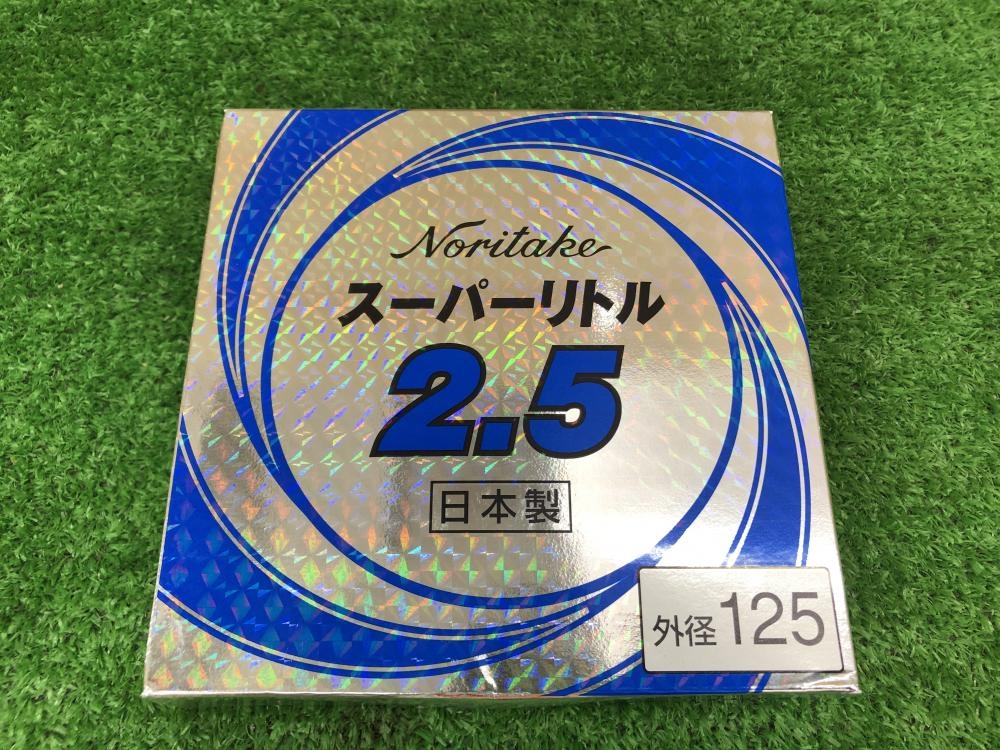 Noritake
スーパーリトル
2.5
日本製
外径125